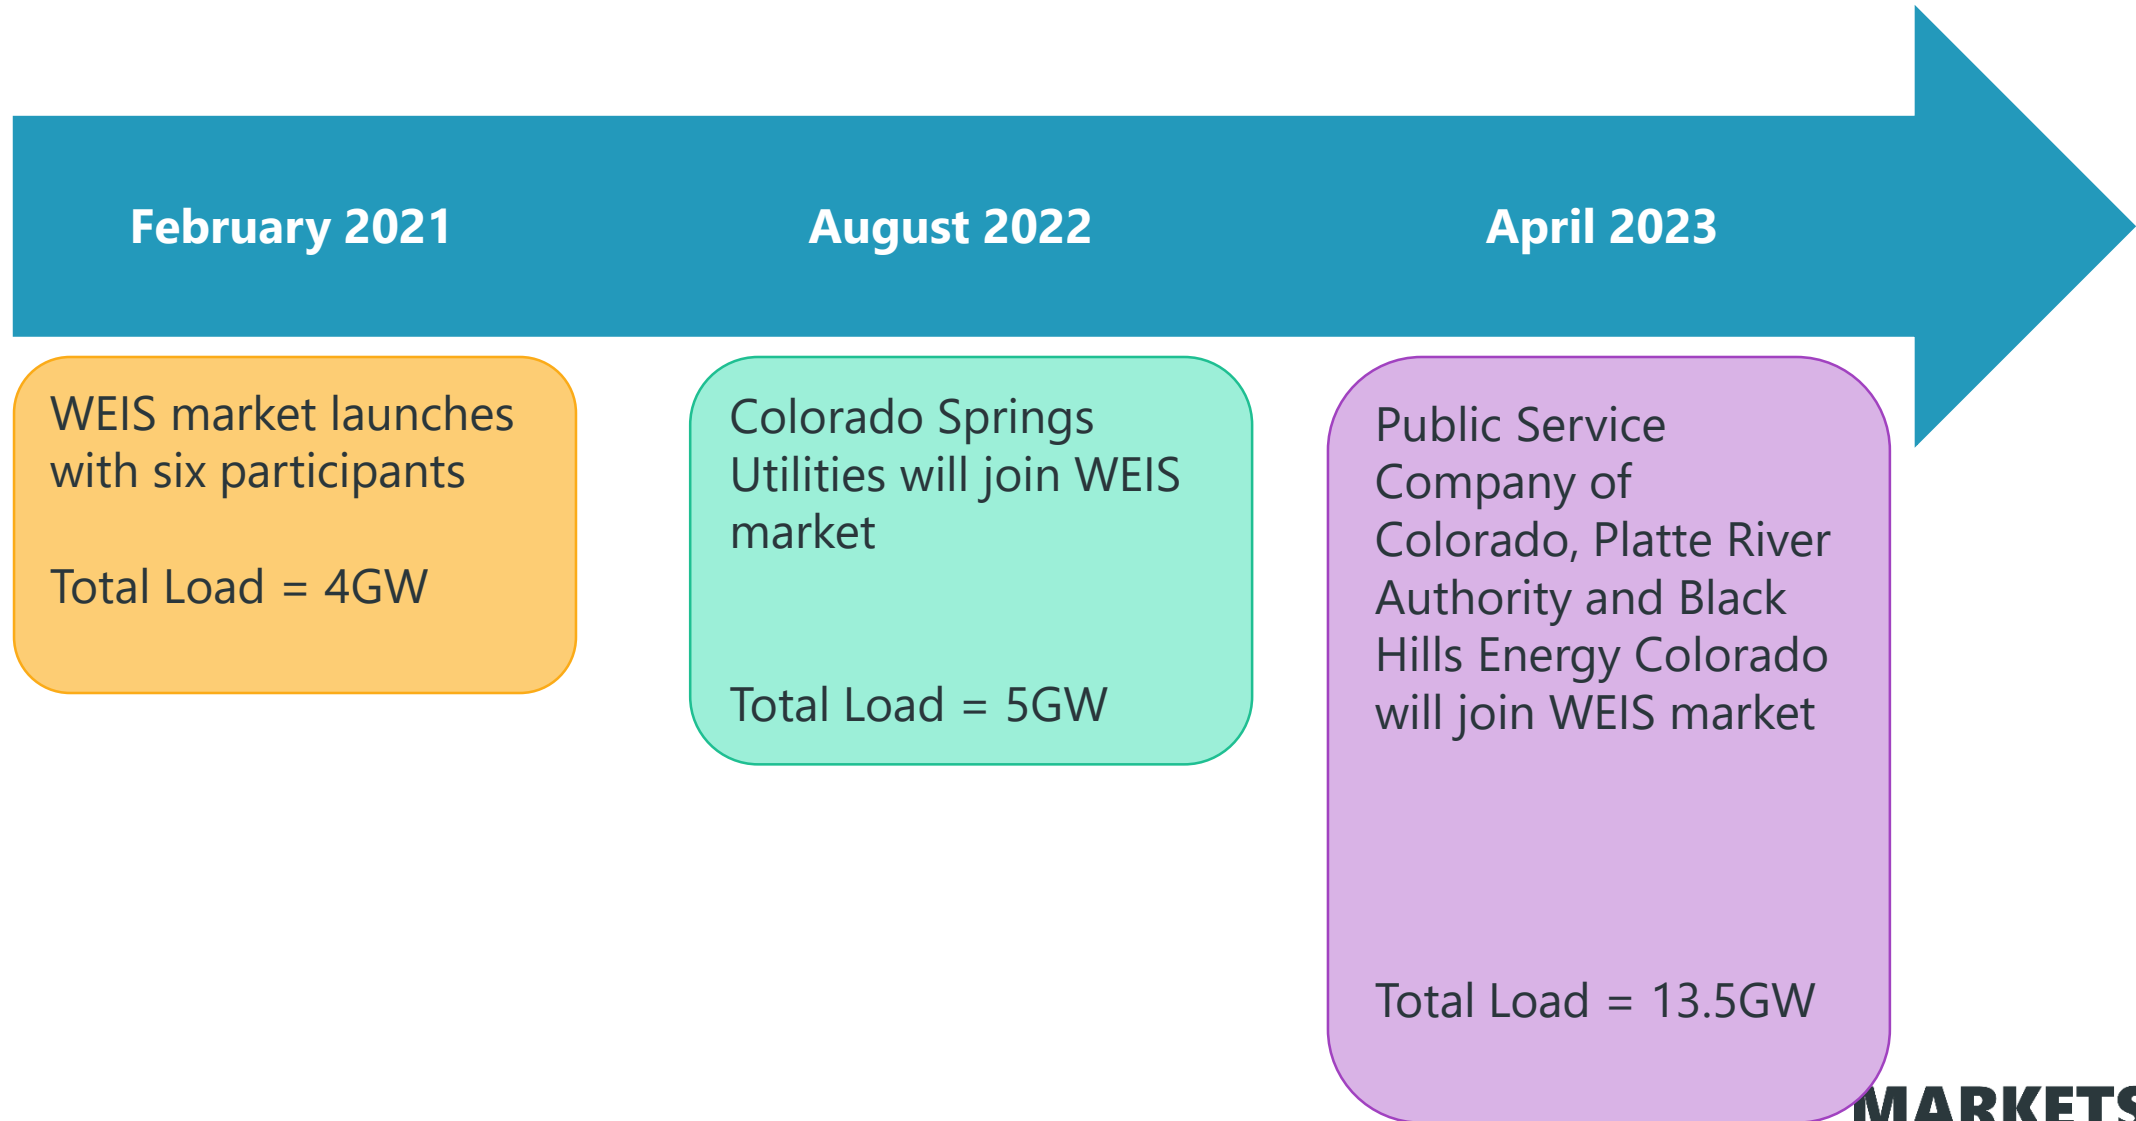 February 2021
August 2022
April 2023
WEIS market launches
with six participants
Total Load = 4GW
Colorado Springs
Utilities will join WEIS
market
Total Load = 5GW
Public Service
Company of
Colorado, Platte River
Authority and Black
Hills Energy Colorado
will join WEIS market
Total Load = 13.5GW
MARKETS